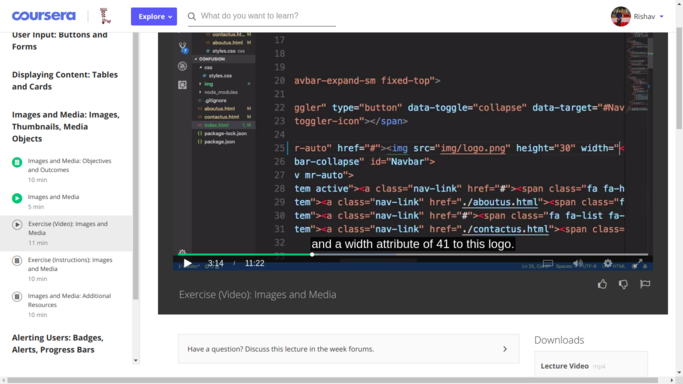 coursera
Explore
What do you want to learn?
Rishav
User Input: Buttons and
Forms
Displaying Content: Tables
and Cards
Images and Media: Images,
Thumbnails, Media
Objects
Images and Media: Objectives
and Outcomes
10 min
Images and Media
5 min
Exercise (Video): Images and
Media
11 min
Exercise (Instructions): Images
and Media
10 min
Images and Media: Additional
Resources
10 min
Alerting Users: Badges,
Alerts, Progress Bars
contact.ht...
aboutus.html
styles.css css
CONFUSION
css
styles.css
img
node_modules
.gitignore
aboutus.html
contactus.html
index.html
package-lock.json
package.json
17
18
19
20 avbar-expand-sm fixed-top">
21
22 ggler" type="button" data-toggle="collapse" data-target="#Nav
23 toggler-icon"></span>
24
25 r-auto" href="#"><img src="img/logo.png" height="30" width="<
26 bar-collapse" id="Navbar">
27 v mr-auto">
28 tem active"><a class="nav-link" href="#"><span class="fa fa-h
29 tem"><a class="nav-link" href="./aboutus.html"><span class="f
30 tem"><a class="nav-link" href="#"><span class="fa fa-list fa-
31 tem"><a class="nav-link" href="./contactus.html"><span class=
32
and a width attribute of 41 to this logo.
3:14 / 11:22
Exercise (Video): Images and Media
Have a question? Discuss this lecture in the week forums.
Downloads
Lecture Video mp4